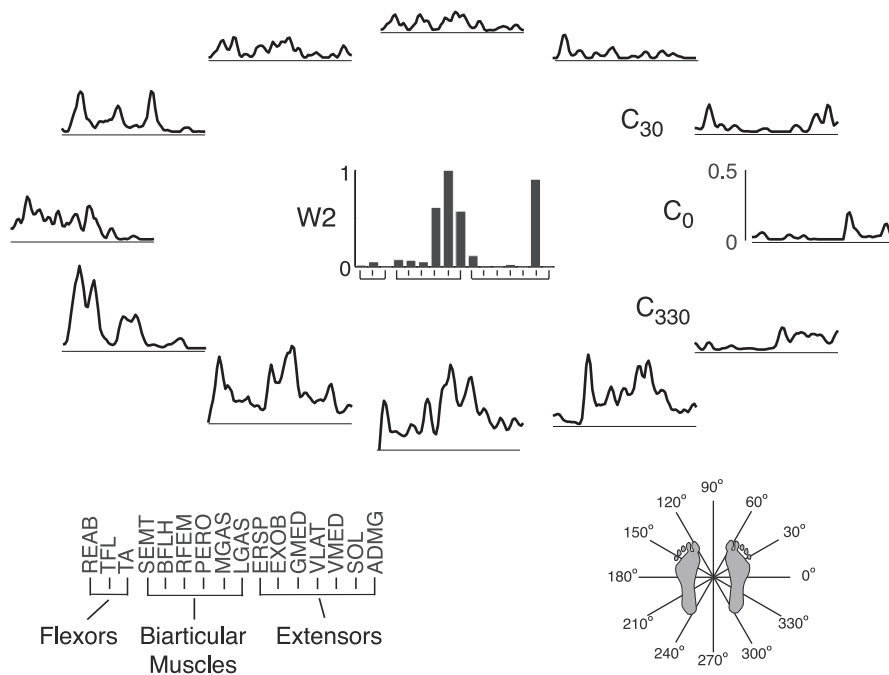 C30
1
0.5
W2
C0
0
0
C330
REAB
TFL
TA
SEMT
BFLH
RFEM
PERO
MGAS
LGAS
ERSP
EXOB
GMED
VLAT
VMED
SOL
ADMG
Flexors
Biarticular
Muscles
Extensors
90°
120°
60°
150°
30°
180°
0°
210°
330°
240°
300°
270°